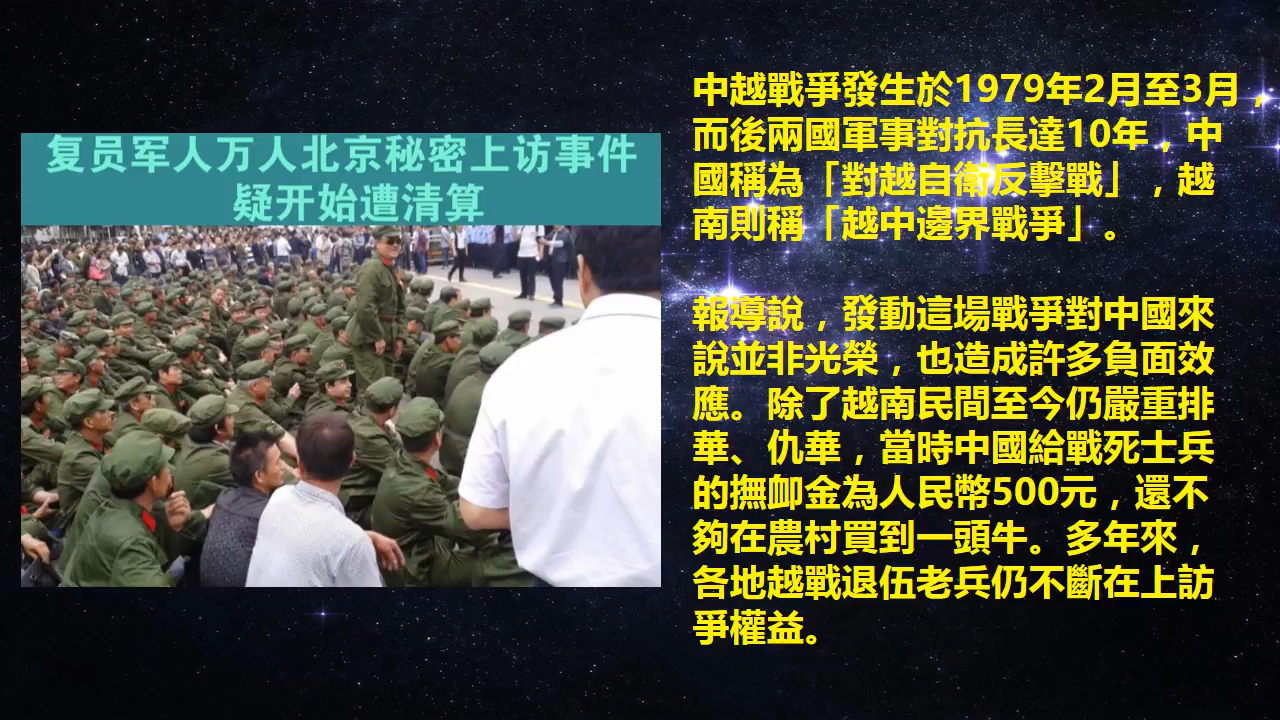 复员军人万人北京秘密上访事件
疑开始遭清算
中越戰爭發生於1979年2月至3月，
而後兩國軍事對抗長達10年，中
國稱為「對越自衛反擊戰」，越
南則稱「越中邊界戰爭」。
報導說，發動這場戰爭對中國來
說並非光榮，也造成許多負面效
應。除了越南民間至今仍嚴重排
華、仇華，當時中國給戰死士兵
的撫卹金為人民幣500元，還不
夠在農村買到一頭牛。多年來，
各地越戰退伍老兵仍不斷在上訪
爭權益。